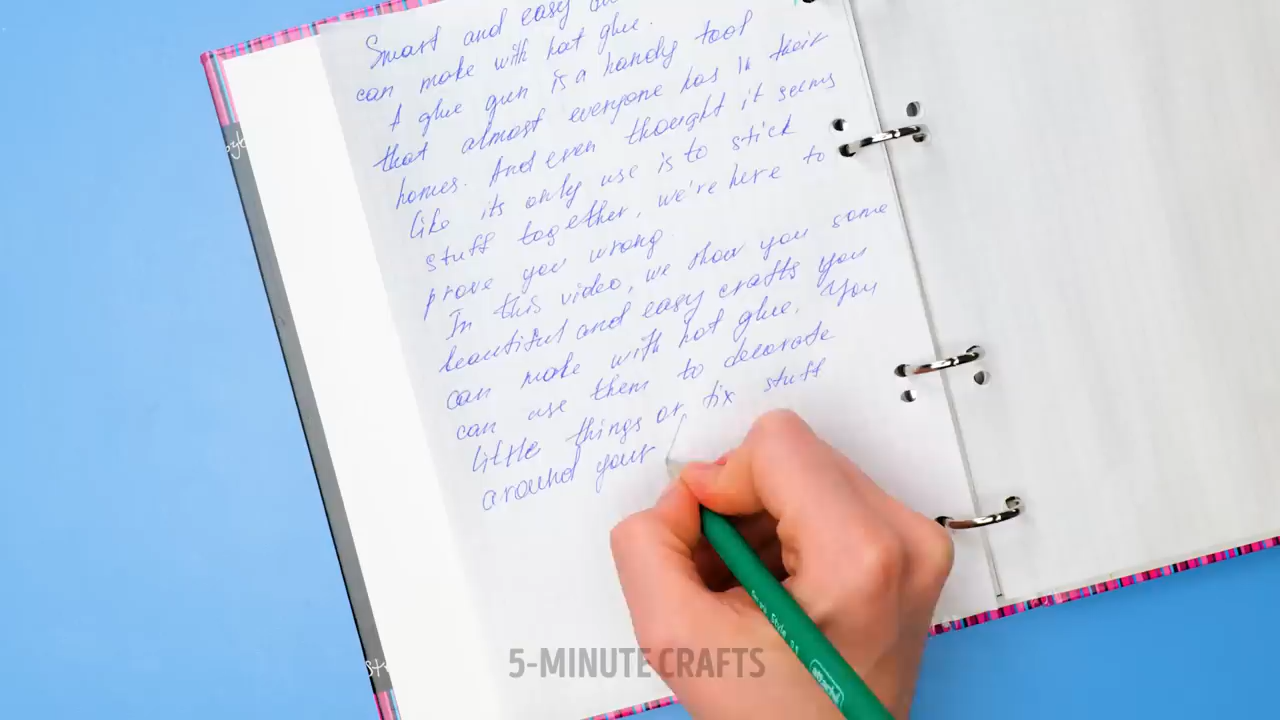 Smart and easy
can make with hot glue.
A glue gun is a handy tool
that almost everyone has in their
homes. And even thought it seems
like its only use is to stick
stuff together, we're here to
prove you wrong.
In this video, we show you some
beautiful and easy crafts you
can make with hot glue. You
can use them to decorate
little things or fix stuff
around your
attache
5-MINUTE CRAFTS